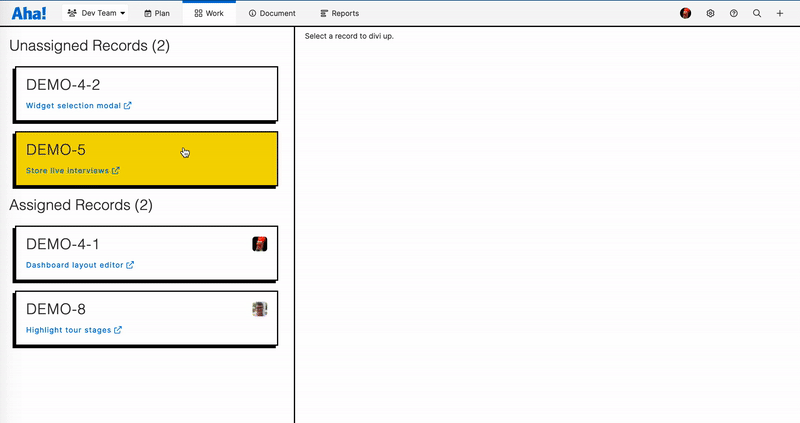 Aha!
Dev Team
Plan
Work
Document
Reports
Unassigned Records (2)
Select a record to divi up.
DEMO-4-2
Widget selection modal
DEMO-5
Store live interviews
Assigned Records (2)
DEMO-4-1
Dashboard layout editor
DEMO-8
Highlight tour stages